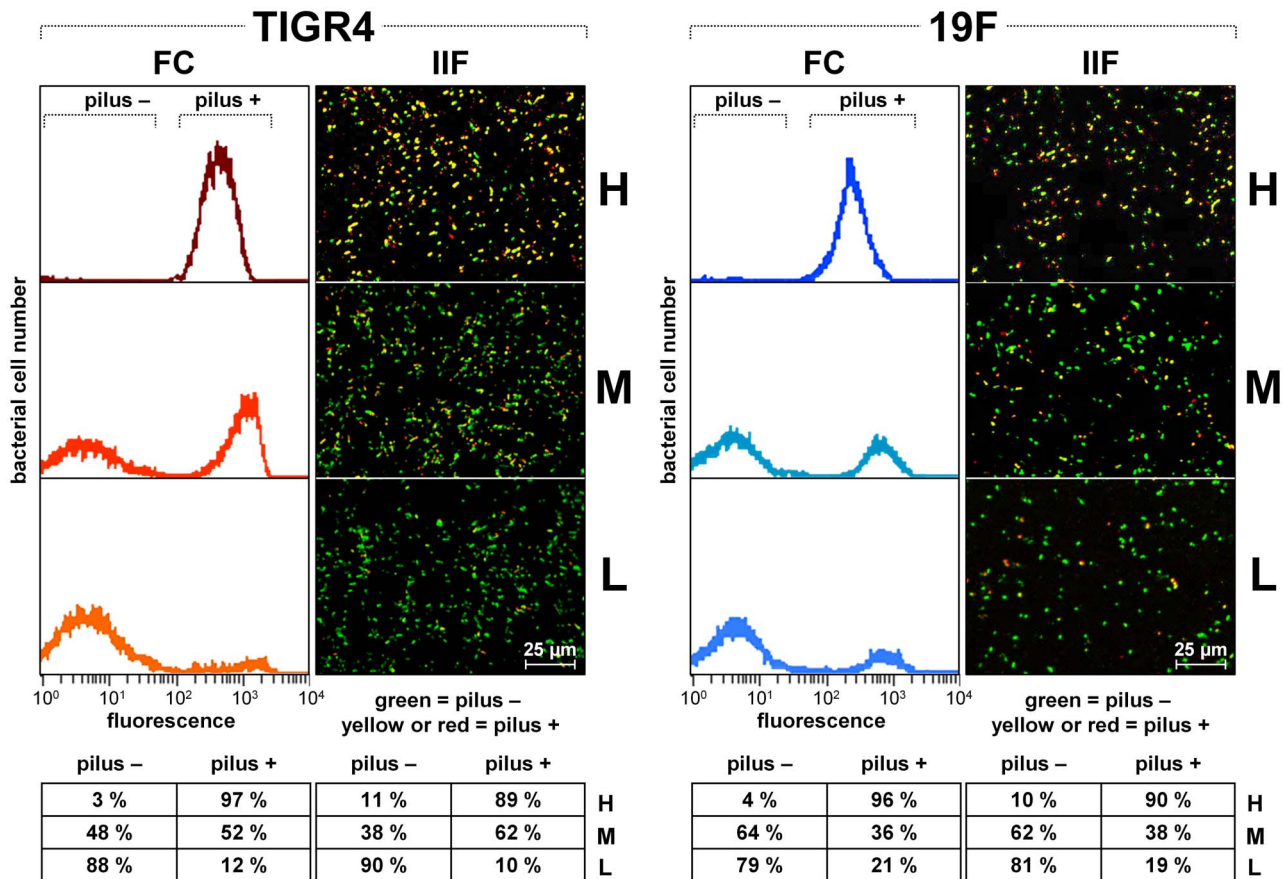 TIGR4
FC
IIF
pilus –
pilus +
H
M
L
bacterial cell number
10⁰
10¹
10²
10³
10⁴
fluorescence
25 µm
green = pilus –
yellow or red = pilus +
pilus – pilus + pilus – pilus +
3 % 97 % 11 % 89 % H
48 % 52 % 38 % 62 % M
88 % 12 % 90 % 10 % L
19F
FC
IIF
pilus –
pilus +
H
M
L
bacterial cell number
10⁰
10¹
10²
10³
10⁴
fluorescence
25 µm
green = pilus –
yellow or red = pilus +
pilus – pilus + pilus – pilus +
4 % 96 % 10 % 90 % H
64 % 36 % 62 % 38 % M
79 % 21 % 81 % 19 % L